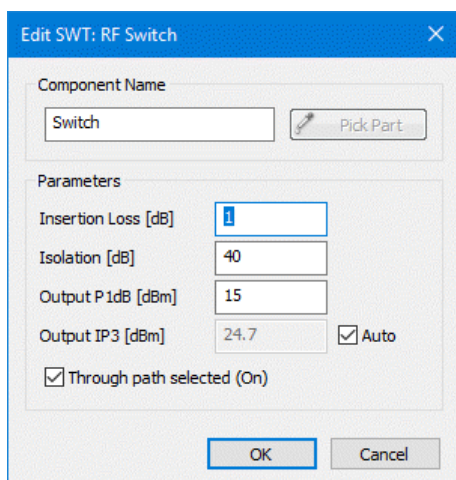 Edit SWT: RF Switch
Component Name
Switch Pick Part
Parameters
Insertion Loss [dB] 1
Isolation [dB] 40
Output P1dB [dBm] 15
Output IP3 [dBm] 24.7 Auto
Through path selected (On)
OK Cancel